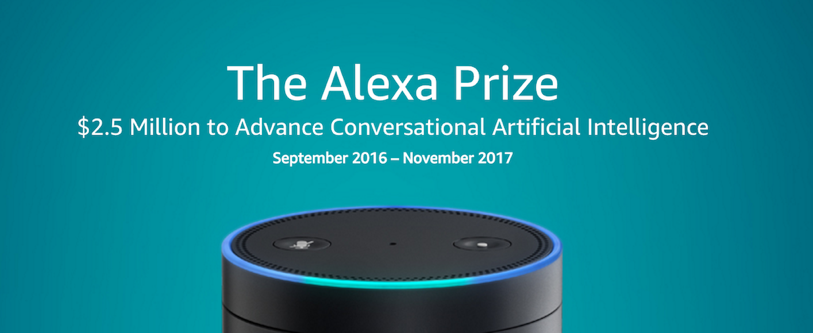 The Alexa Prize
$2.5 Million to Advance Conversational Artificial Intelligence
September 2016 – November 2017